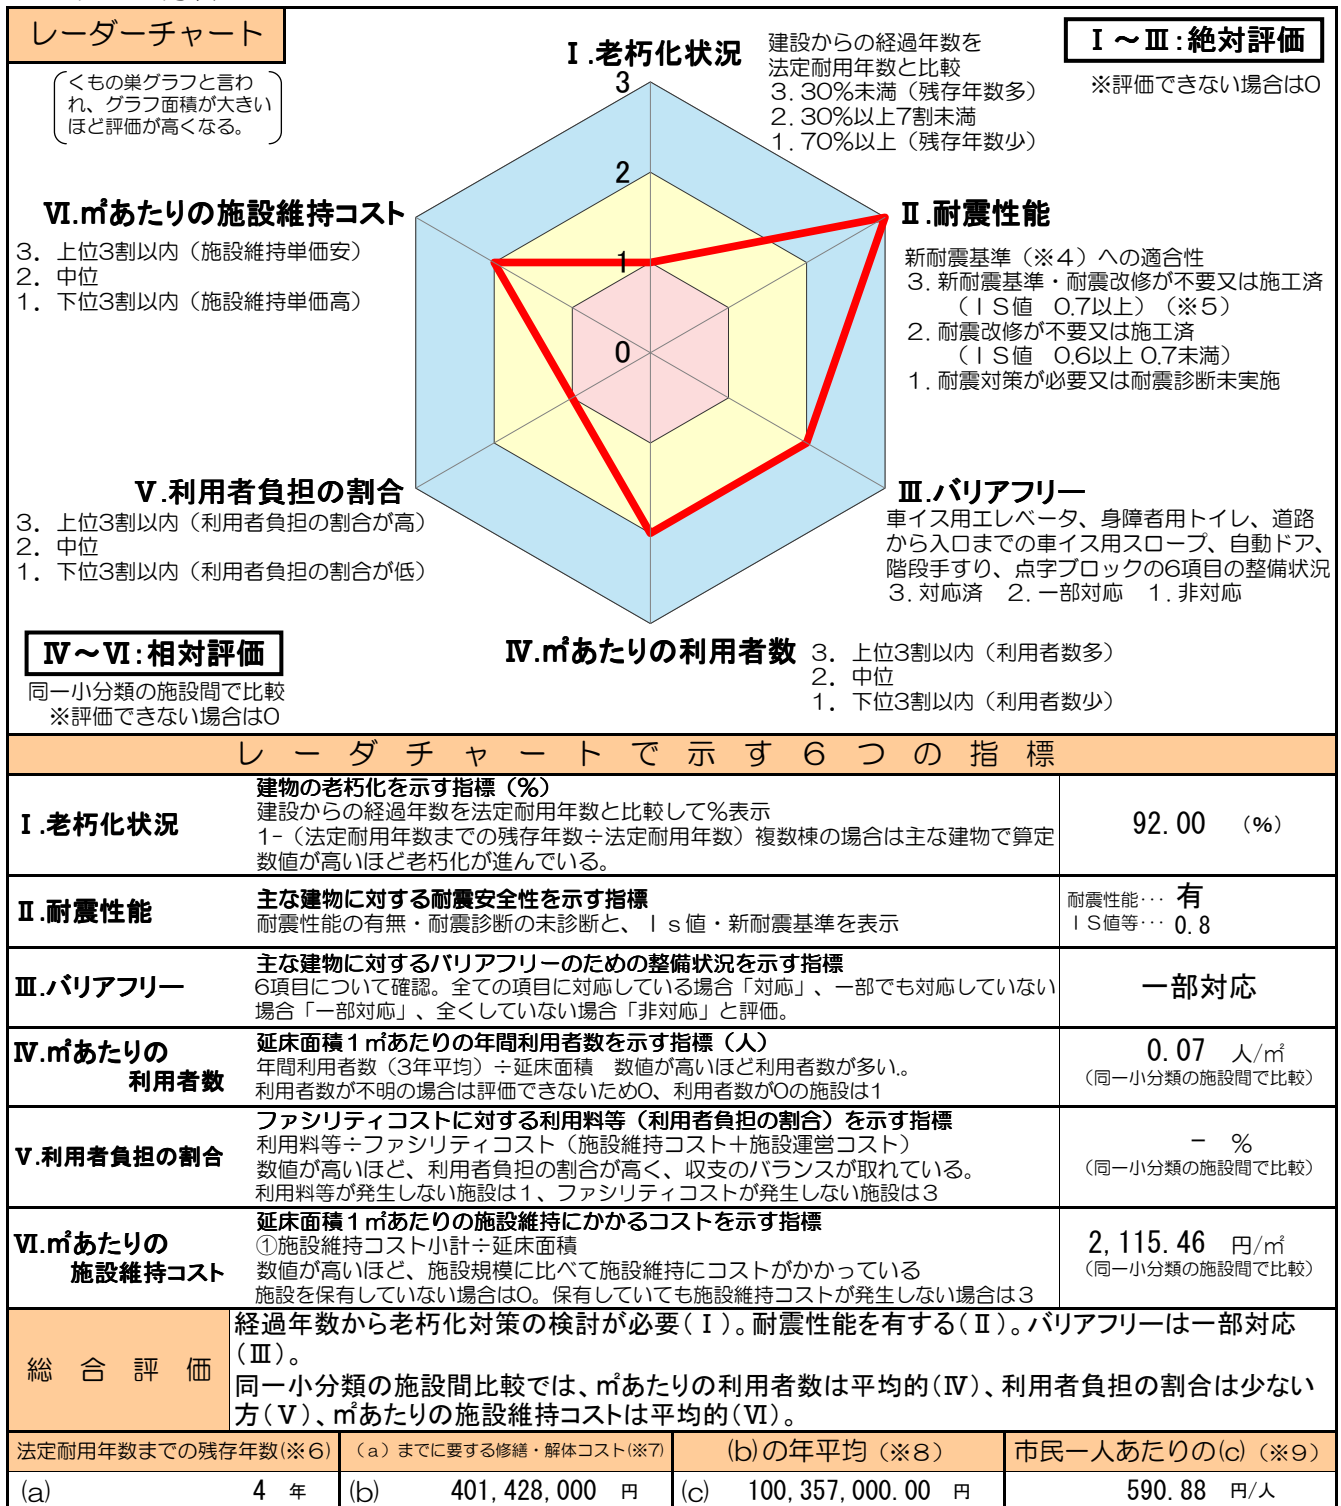 レーダーチャート
くもの巣グラフと言わ
れ、グラフ面積が大きい
ほど評価が高くなる。
Ⅰ～Ⅲ：絶対評価
※評価できない場合は0
Ⅰ.老朽化状況
建設からの経過年数を
法定耐用年数と比較
3. 30%未満（残存年数多）
2. 30%以上7割未満
1. 70%以上（残存年数少）
3
2
1
0
Ⅱ.耐震性能
新耐震基準（※4）への適合性
3. 新耐震基準・耐震改修が不要又は施工済
（ＩＳ値　0.7以上）（※5）
2. 耐震改修が不要又は施工済
（ＩＳ値　0.6以上 0.7未満）
1. 耐震対策が必要又は耐震診断未実施
Ⅵ.㎡あたりの施設維持コスト
3. 上位3割以内（施設維持単価安）
2. 中位
1. 下位3割以内（施設維持単価高）
Ⅴ.利用者負担の割合
3. 上位3割以内（利用者負担の割合が高）
2. 中位
1. 下位3割以内（利用者負担の割合が低）
Ⅲ.バリアフリー
車イス用エレベータ、身障者用トイレ、道路
から入口までの車イス用スロープ、自動ドア、
階段手すり、点字ブロックの6項目の整備状況
3. 対応済　2. 一部対応　1. 非対応
Ⅳ～Ⅵ：相対評価
同一小分類の施設間で比較
※評価できない場合は0
Ⅳ.㎡あたりの利用者数
3. 上位3割以内（利用者数多）
2. 中位
1. 下位3割以内（利用者数少）
レーダチャートで示す６つの指標
Ⅰ.老朽化状況
建物の老朽化を示す指標（%）
建設からの経過年数を法定耐用年数と比較して%表示
1-（法定耐用年数までの残存年数÷法定耐用年数）複数棟の場合は主な建物で算定
数値が高いほど老朽化が進んでいる。
92.00　（%）
Ⅱ.耐震性能
主な建物に対する耐震安全性を示す指標
耐震性能の有無・耐震診断の未診断と、Ｉｓ値・新耐震基準を表示
耐震性能… 有
ＩＳ値等… 0.8
Ⅲ.バリアフリー
主な建物に対するバリアフリーのための整備状況を示す指標
6項目について確認。全ての項目に対応している場合「対応」、一部でも対応していない
場合「一部対応」、全くしていない場合「非対応」と評価。
一部対応
Ⅳ.㎡あたりの
利用者数
延床面積１㎡あたりの年間利用者数を示す指標（人）
年間利用者数（3年平均）÷延床面積　数値が高いほど利用者数が多い。
利用者数が不明の場合は評価できないため0、利用者数が0の施設は1
0.07　人/㎡
（同一小分類の施設間で比較）
Ⅴ.利用者負担の割合
ファシリティコストに対する利用料等（利用者負担の割合）を示す指標
利用料等÷ファシリティコスト（施設維持コスト＋施設運営コスト）
数値が高いほど、利用者負担の割合が高く、収支のバランスが取れている。
利用料等が発生しない施設は１、ファシリティコストが発生しない施設は３
－　%
（同一小分類の施設間で比較）
Ⅵ.㎡あたりの
施設維持コスト
延床面積１㎡あたりの施設維持にかかるコストを示す指標
①施設維持コスト小計÷延床面積
数値が高いほど、施設規模に比べて施設維持にコストがかかっている
施設を保有していない場合は0。保有していても施設維持コストが発生しない場合は３
2,115.46　円/㎡
（同一小分類の施設間で比較）
総合評価
経過年数から老朽化対策の検討が必要(Ⅰ)。耐震性能を有する(Ⅱ)。バリアフリーは一部対応
(Ⅲ)。
同一小分類の施設間比較では、㎡あたりの利用者数は平均的(Ⅳ)、利用者負担の割合は少ない
方(Ⅴ)、㎡あたりの施設維持コストは平均的(Ⅵ)。
法定耐用年数までの残存年数(※6)　（a）までに要する修繕・解体コスト(※7)　(b)の年平均（※8）　市民一人あたりの(c)（※9）
(a)　4　年　(b)　401,428,000　円　(c)　100,357,000.00　円　590.88　円/人